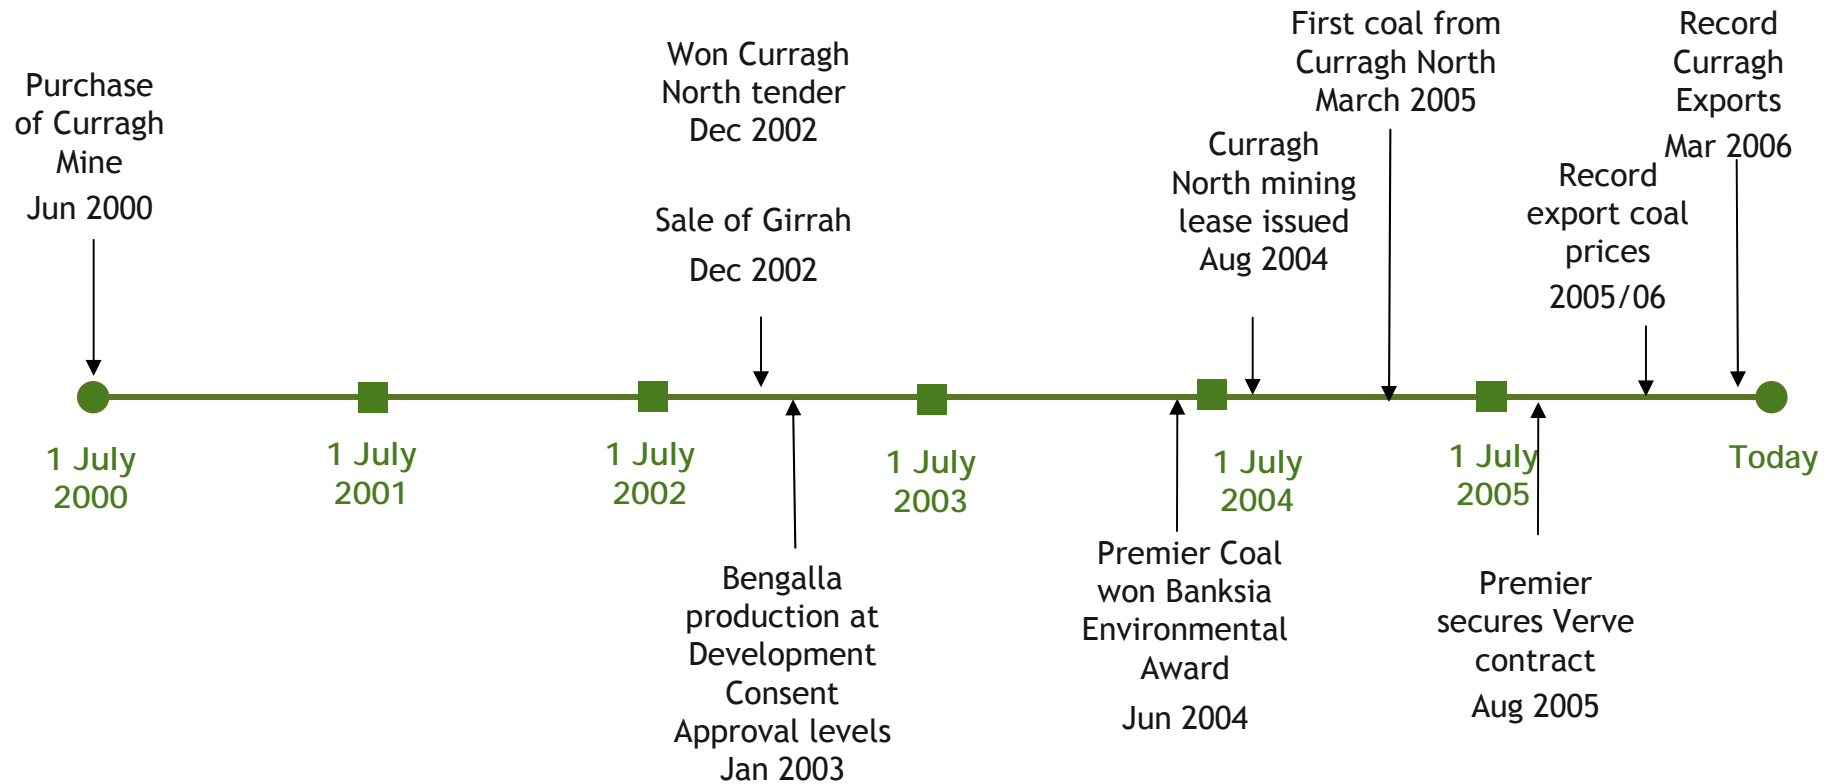 Purchase
of Curragh
Mine
Jun 2000
Won Curragh
North tender
Dec 2002
Sale of Girrah
Dec 2002
Curragh
North mining
lease issued
Aug 2004
First coal from
Curragh North
March 2005
Record
export coal
prices
2005/06
Record
Curragh
Exports
Mar 2006
1 July
2000
1 July
2001
1 July
2002
1 July
2003
1 July
2004
1 July
2005
Today
Bengalla
production at
Development
Consent
Approval levels
Jan 2003
Premier Coal
won Banksia
Environmental
Award
Jun 2004
Premier
secures Verve
contract
Aug 2005